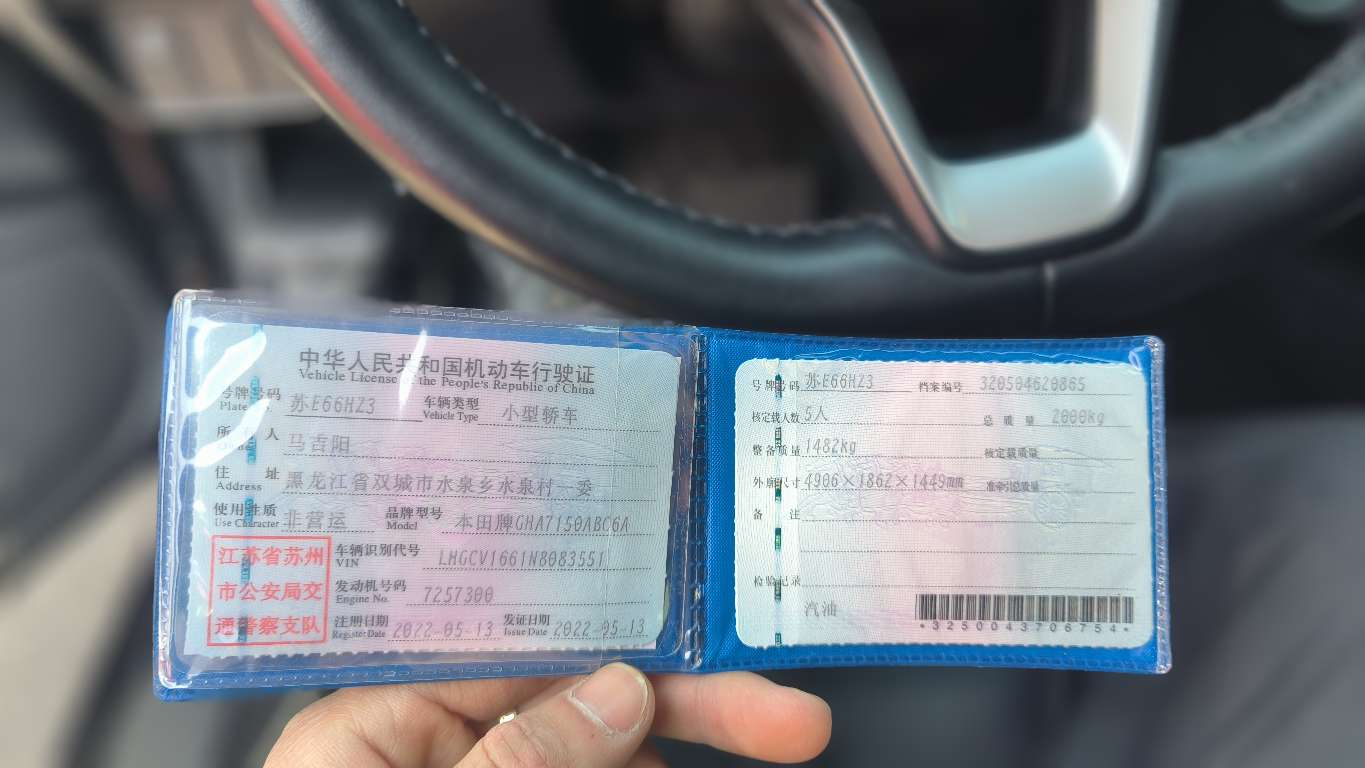 中华人民共和国机动车行驶证
Vehicle License of the People's Republic of China
号牌号码 苏E66HZ3 车辆类型 小型轿车
Plate No. Vehicle Type
所 人 马吉阳
住 址 黑龙江省双城市水泉乡水泉村一委
Address
使用性质 非营运 品牌型号 本田牌GHA7150ABC6A
Use Character Model
江苏省苏州
市公安局交
通警察支队
车辆识别代号 LHGCV1661N8083551
VIN
发动机号码 7257300
Engine No.
注册日期 2022-05-13 发证日期 2022-05-13
Register Date Issue Date
号牌号码 苏E66HZ3 档案编号 320504620865
核定载人数 5人 总质量 2000kg
整备质量 1482kg 核定载质量
外廓尺寸 4906×1862×1449mm 准牵引总质量
备 注
检验记录
汽油
*3250043706754*